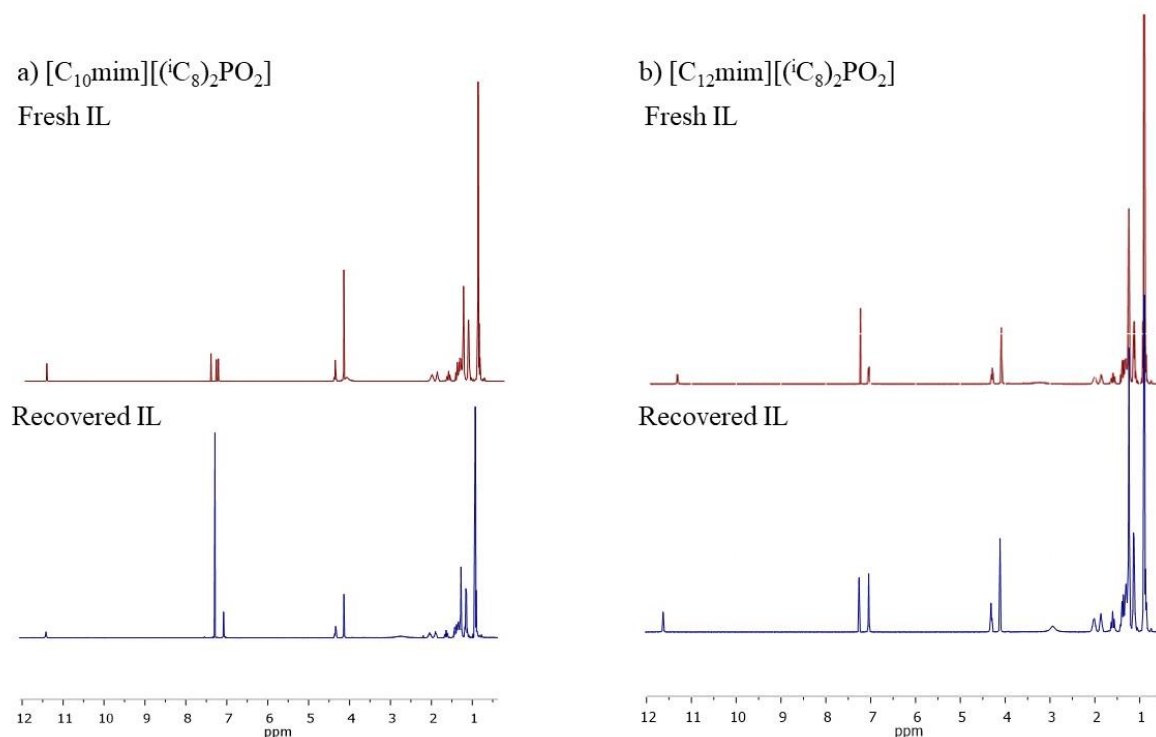 a) [C₁₀mim][(ⁱC₈)₂PO₂]
Fresh IL
Recovered IL
12 11 10 9 8 7 6 5 4 3 2 1
ppm
b) [C₁₂mim][(ⁱC₈)₂PO₂]
Fresh IL
Recovered IL
12 11 10 9 8 7 6 5 4 3 2 1
ppm